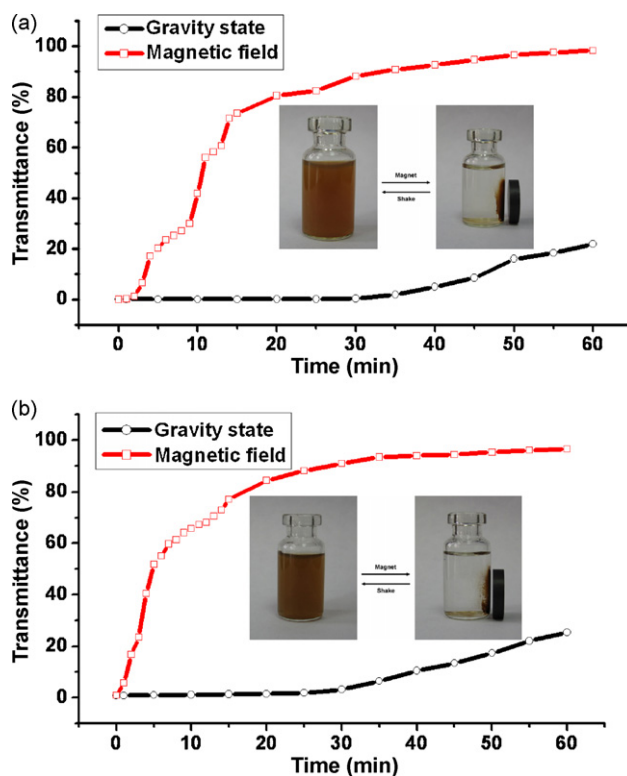 (a)
Gravity state
Magnetic field
Transmittance (%)
100
80
60
40
20
0
Magnet
Shake
0 10 20 30 40 50 60
Time (min)
(b)
Gravity state
Magnetic field
Transmittance (%)
100
80
60
40
20
0
Magnet
Shake
0 10 20 30 40 50 60
Time (min)